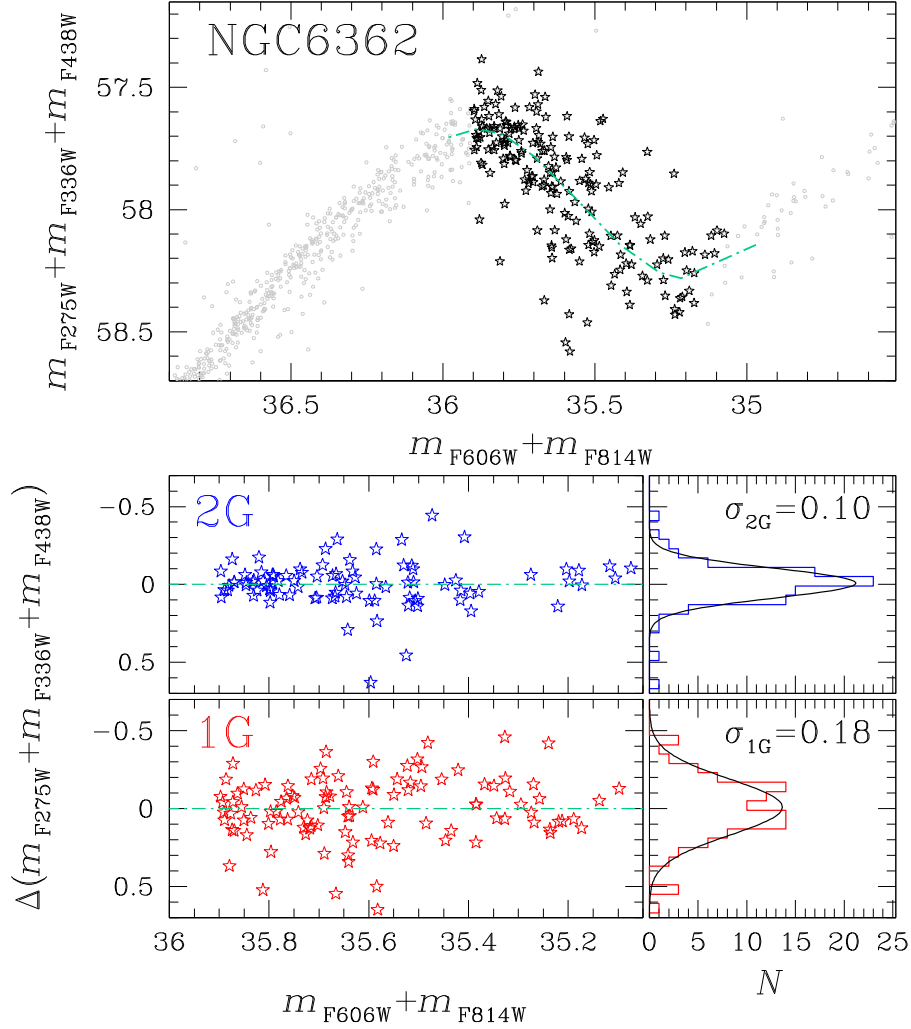 NGC6362
m_F275W+m_F336W+m_F438W
57.5
58
58.5
36.5 36 35.5 35
m_F606W+m_F814W
Δ(m_F275W+m_F336W+m_F438W)
2G
−0.5
0
0.5
σ_2G=0.10
1G
−0.5
0
0.5
σ_1G=0.18
36 35.8 35.6 35.4 35.2
0 5 10 15 20 25
m_F606W+m_F814W
N